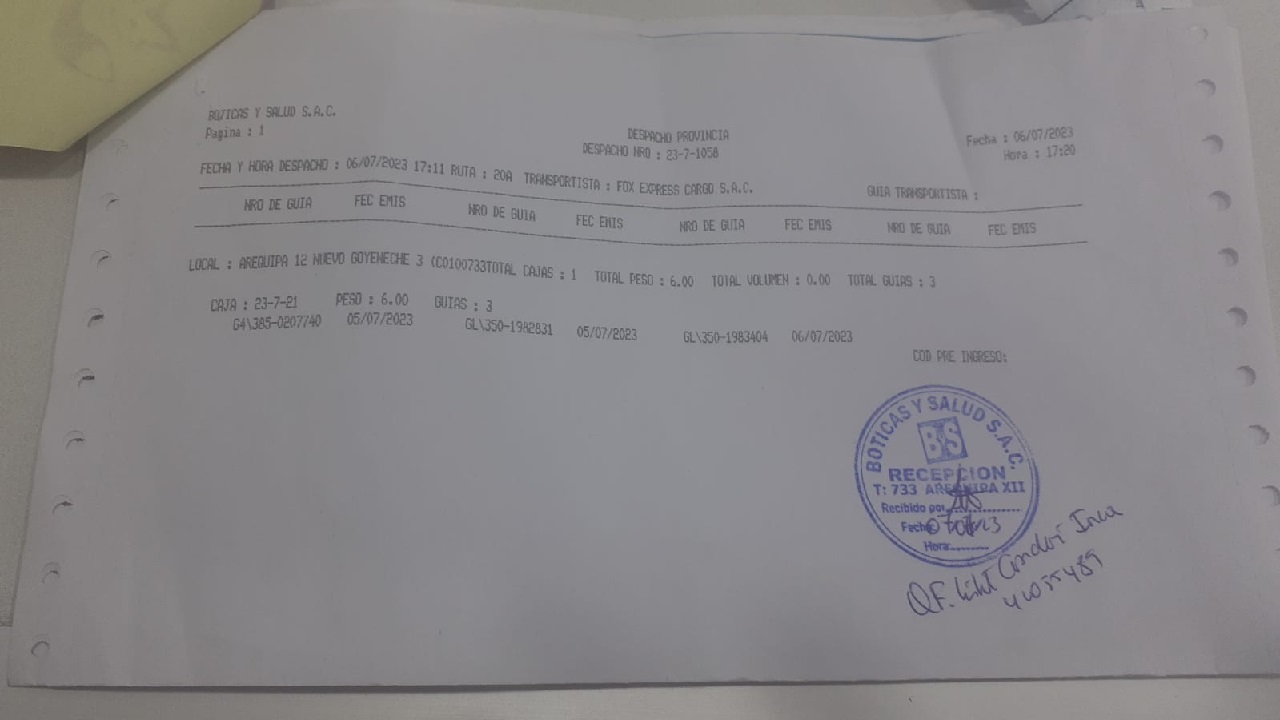 BOTICAS Y SALUD S.A.C.
Pagina : 1
DESPACHO PROVINCIA
DESPACHO NRO : 23-7-1058
Fecha : 06/07/2023
Hora : 17:20
FECHA Y HORA DESPACHO : 06/07/2023 17:11 RUTA : 20A TRANSPORTISTA : FOX EXPRESS CARGO S.A.C. GUIA TRANSPORTISTA :
NRO DE GUIA FEC EMIS NRO DE GUIA FEC EMIS NRO DE GUIA FEC EMIS NRO DE GUIA FEC EMIS
LOCAL : AREQUIPA 12 NUEVO GOYENECHE 3 (C0100733TOTAL CAJAS : 1 TOTAL PESO : 6.00 TOTAL VOLUMEN : 0.00 TOTAL GUIAS : 3
CAJA : 23-7-21 PESO : 6.00 GUIAS : 3
G4\385-0207740 05/07/2023 GL\350-1982831 05/07/2023 GL\350-1983404 06/07/2023
COD PRE INGRESO:
BOTICAS Y SALUD S.A.C.
BS
RECEPCION
T: 733 AREQUIPA XII
Recibido por
Fecha
Hora
QF. Inca